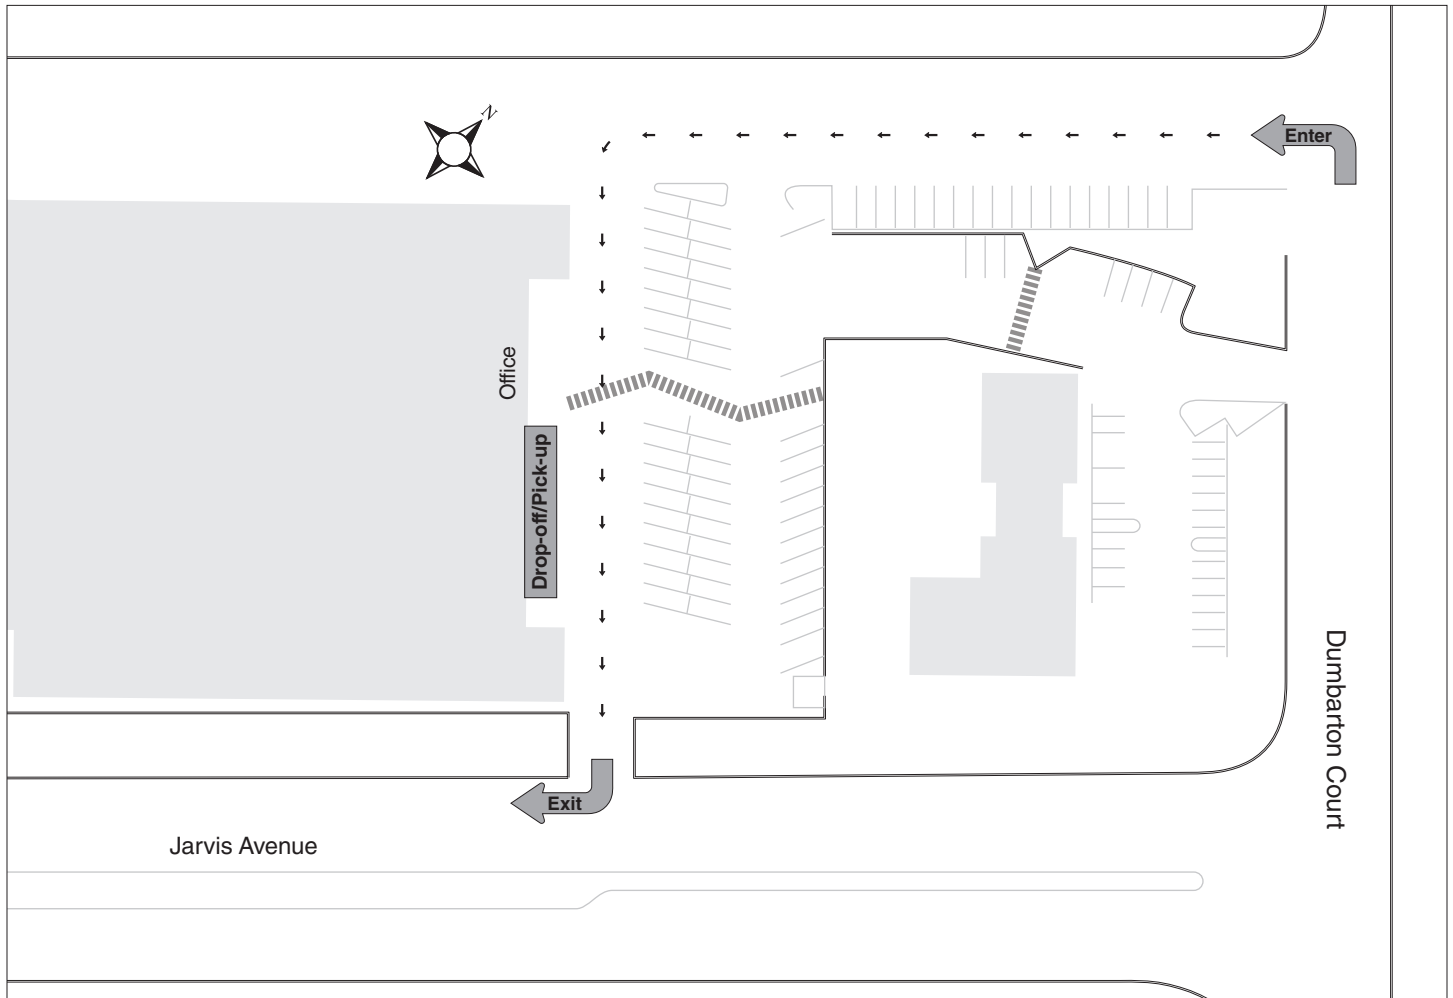 N
Enter
Office
Drop-off/Pick-up
Dumbarton Court
Exit
Jarvis Avenue